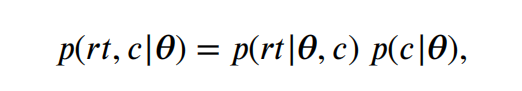 p(rt, c|θ) = p(rt|θ, c) p(c|θ),